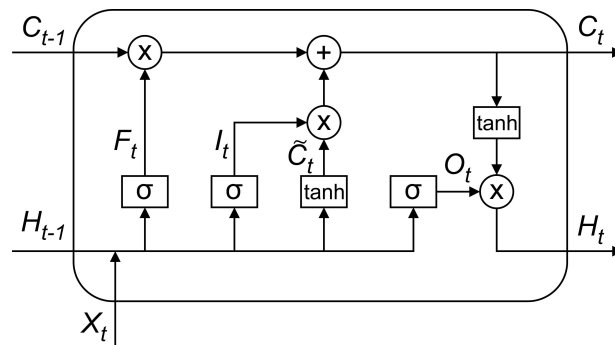 C_{t-1} x + C_t
tanh
F_t I_t x C̃_t O_t
σ σ tanh σ x
H_{t-1} H_t
X_t